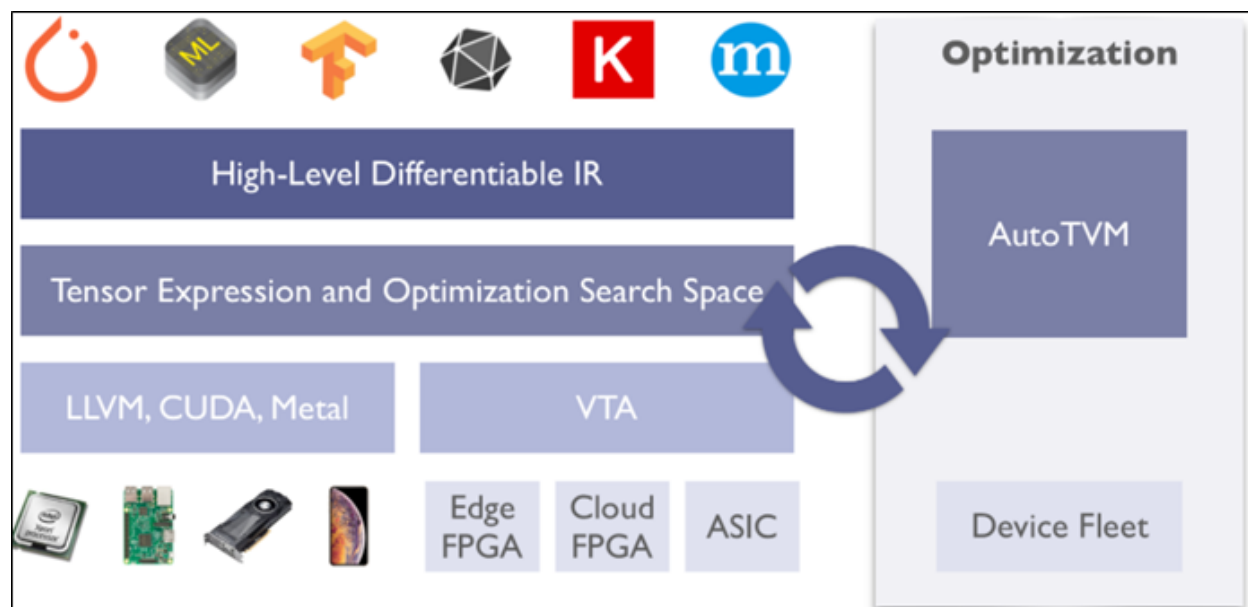 ML
K
m
Optimization
High-Level Differentiable IR
AutoTVM
Tensor Expression and Optimization Search Space
LLVM, CUDA, Metal
VTA
Edge
FPGA
Cloud
FPGA
ASIC
Device Fleet